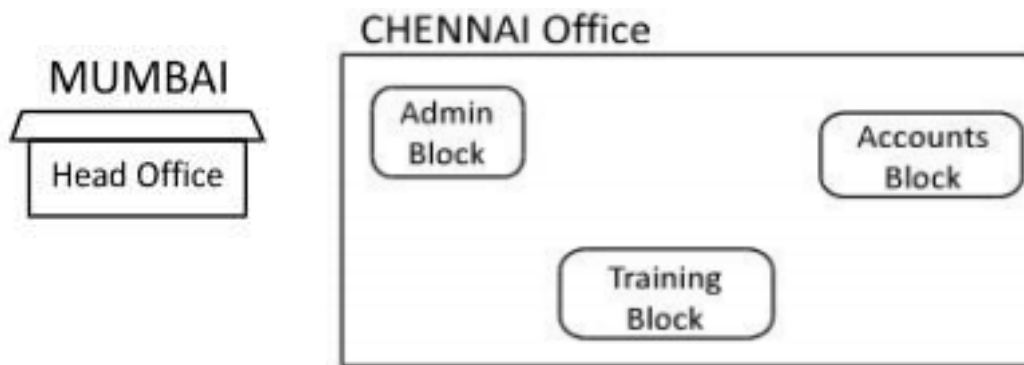 CHENNAI Office
MUMBAI
Head Office
Admin
Block
Accounts
Block
Training
Block